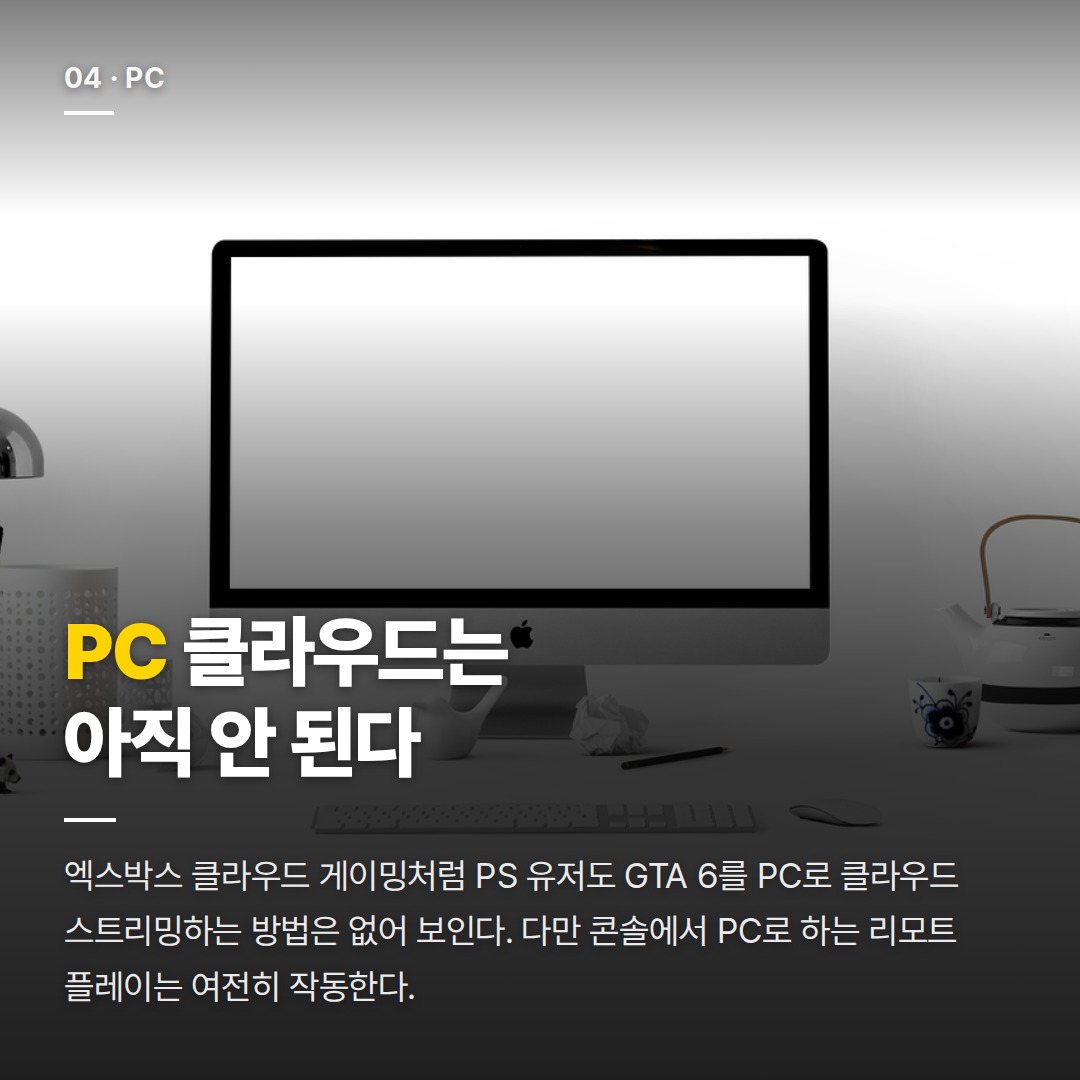 04 · PC
PC 클라우드는
아직 안 된다
엑스박스 클라우드 게이밍처럼 PS 유저도 GTA 6를 PC로 클라우드
스트리밍하는 방법은 없어 보인다. 다만 콘솔에서 PC로 하는 리모트
플레이는 여전히 작동한다.